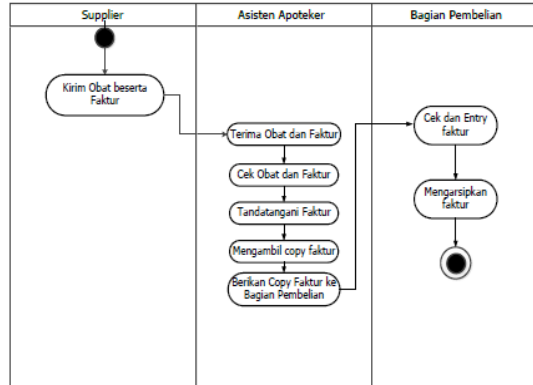 Supplier
Asisten Apoteker
Bagian Pembelian
Kirim Obat beserta
Faktur
Terima Obat dan Faktur
Cek Obat dan Faktur
Tandatangani Faktur
Mengambil copy faktur
Berikan Copy Faktur ke
Bagian Pembelian
Cek dan Entry
faktur
Mengarsipkan
faktur